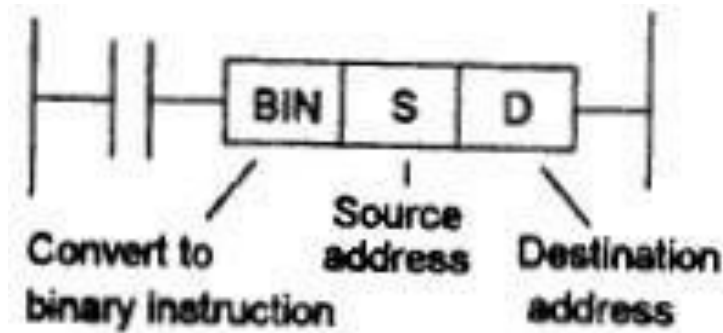 BIN S D
Source
address
Convert to
binary instruction
Destination
address